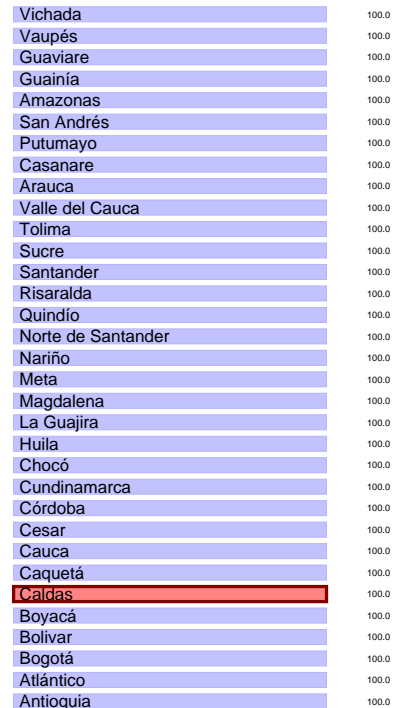 Vichada 100.0
Vaupés 100.0
Guaviare 100.0
Guainía 100.0
Amazonas 100.0
San Andrés 100.0
Putumayo 100.0
Casanare 100.0
Arauca 100.0
Valle del Cauca 100.0
Tolima 100.0
Sucre 100.0
Santander 100.0
Risaralda 100.0
Quindío 100.0
Norte de Santander 100.0
Nariño 100.0
Meta 100.0
Magdalena 100.0
La Guajira 100.0
Huila 100.0
Chocó 100.0
Cundinamarca 100.0
Córdoba 100.0
Cesar 100.0
Cauca 100.0
Caquetá 100.0
Caldas 100.0
Boyacá 100.0
Bolivar 100.0
Bogotá 100.0
Atlántico 100.0
Antioquia 100.0